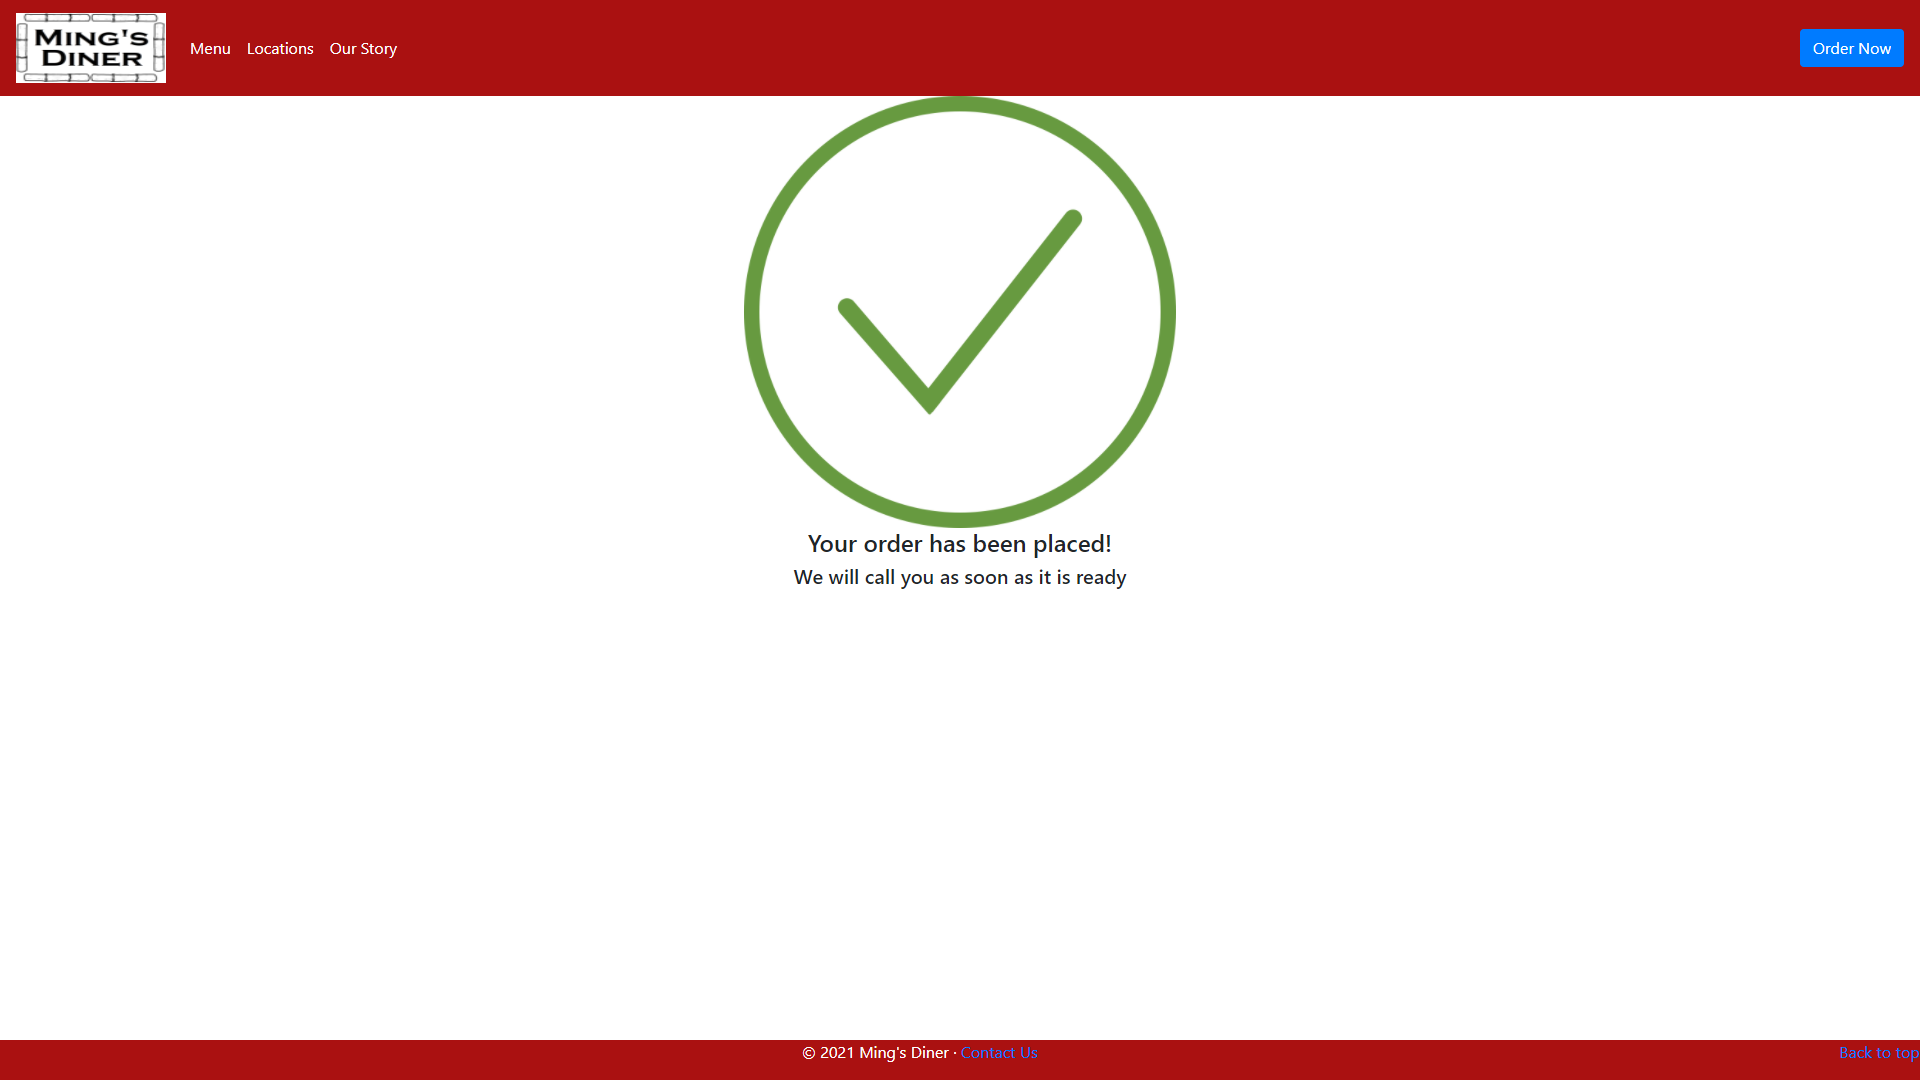 MING'S
DINER
Menu Locations Our Story
Order Now
Your order has been placed!
We will call you as soon as it is ready
© 2021 Ming's Diner · Contact Us
Back to top